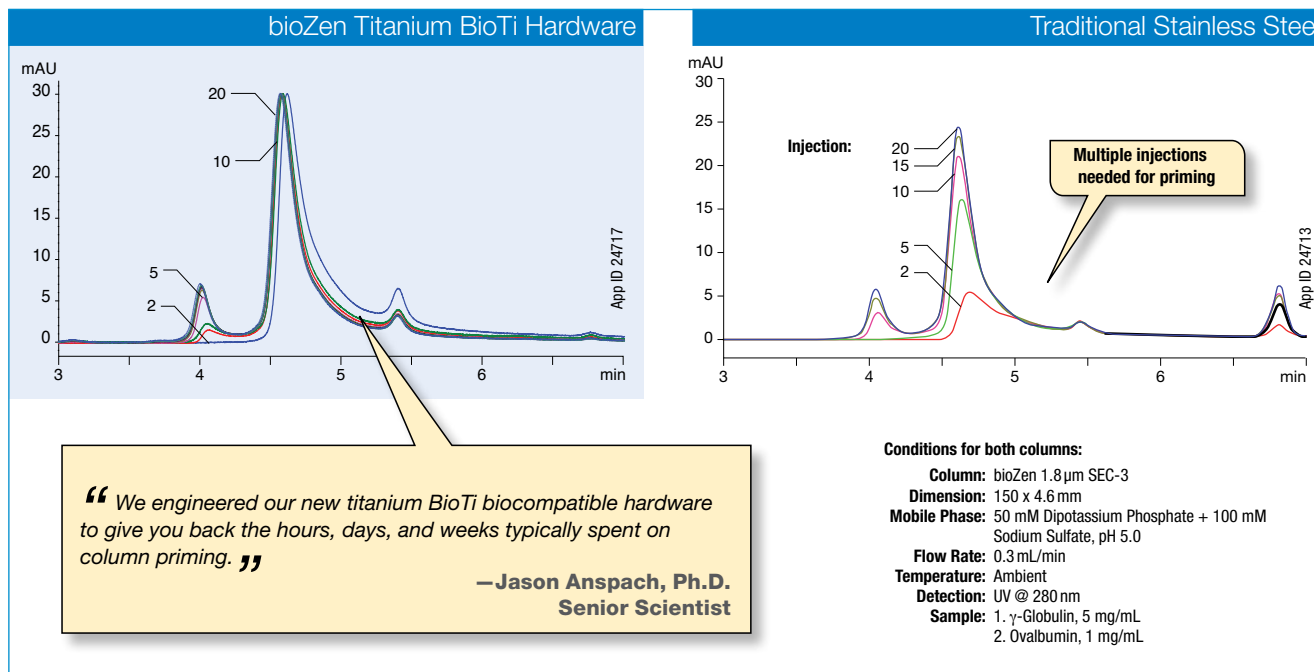 bioZen Titanium BioTi Hardware
mAU
30
25
20
15
10
5
0
20
10
5
2
3
4
5
6
min
App ID 24717
Traditional Stainless Stee
mAU
30
25
20
15
10
5
0
Injection:
20
15
10
5
2
Multiple injections
needed for priming
3
4
5
6
min
App ID 24713
“ We engineered our new titanium BioTi biocompatible hardware
to give you back the hours, days, and weeks typically spent on
column priming. ”
—Jason Anspach, Ph.D.
Senior Scientist
Conditions for both columns:
Column: bioZen 1.8 µm SEC-3
Dimension: 150 x 4.6 mm
Mobile Phase: 50 mM Dipotassium Phosphate + 100 mM
Sodium Sulfate, pH 5.0
Flow Rate: 0.3 mL/min
Temperature: Ambient
Detection: UV @ 280 nm
Sample: 1. γ-Globulin, 5 mg/mL
2. Ovalbumin, 1 mg/mL